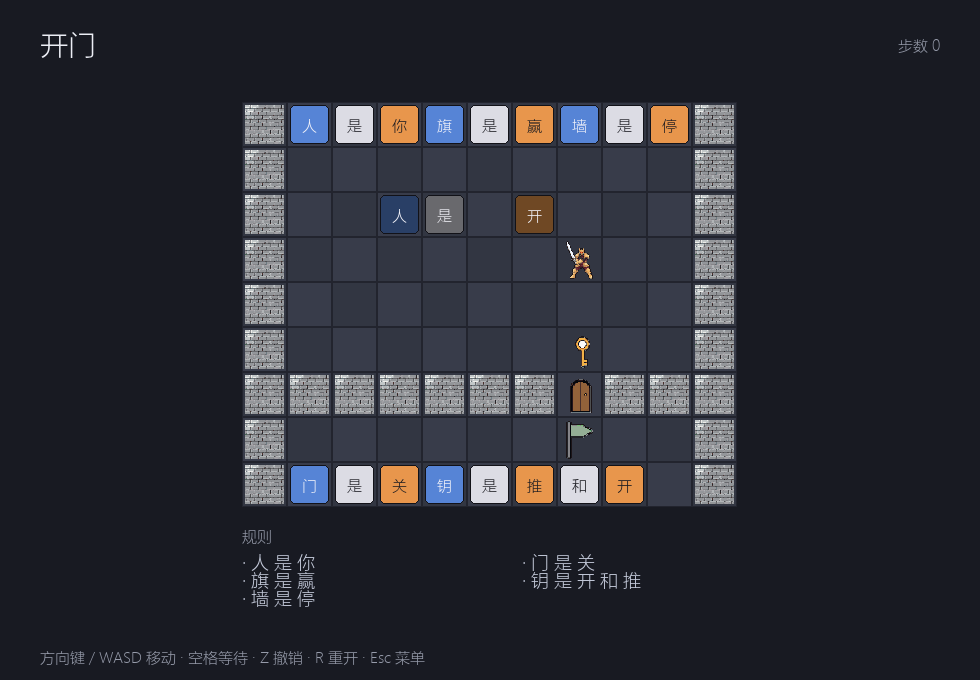 开门
步数 0
人 是 你 旗 是 赢 墙 是 停
人 是 开
门 是 关 钥 是 推 和 开
规则
· 人 是 你
· 旗 是 赢
· 墙 是 停
· 门 是 关
· 钥 是 开 和 推
方向键 / WASD 移动 · 空格等待 · Z 撤销 · R 重开 · Esc 菜单